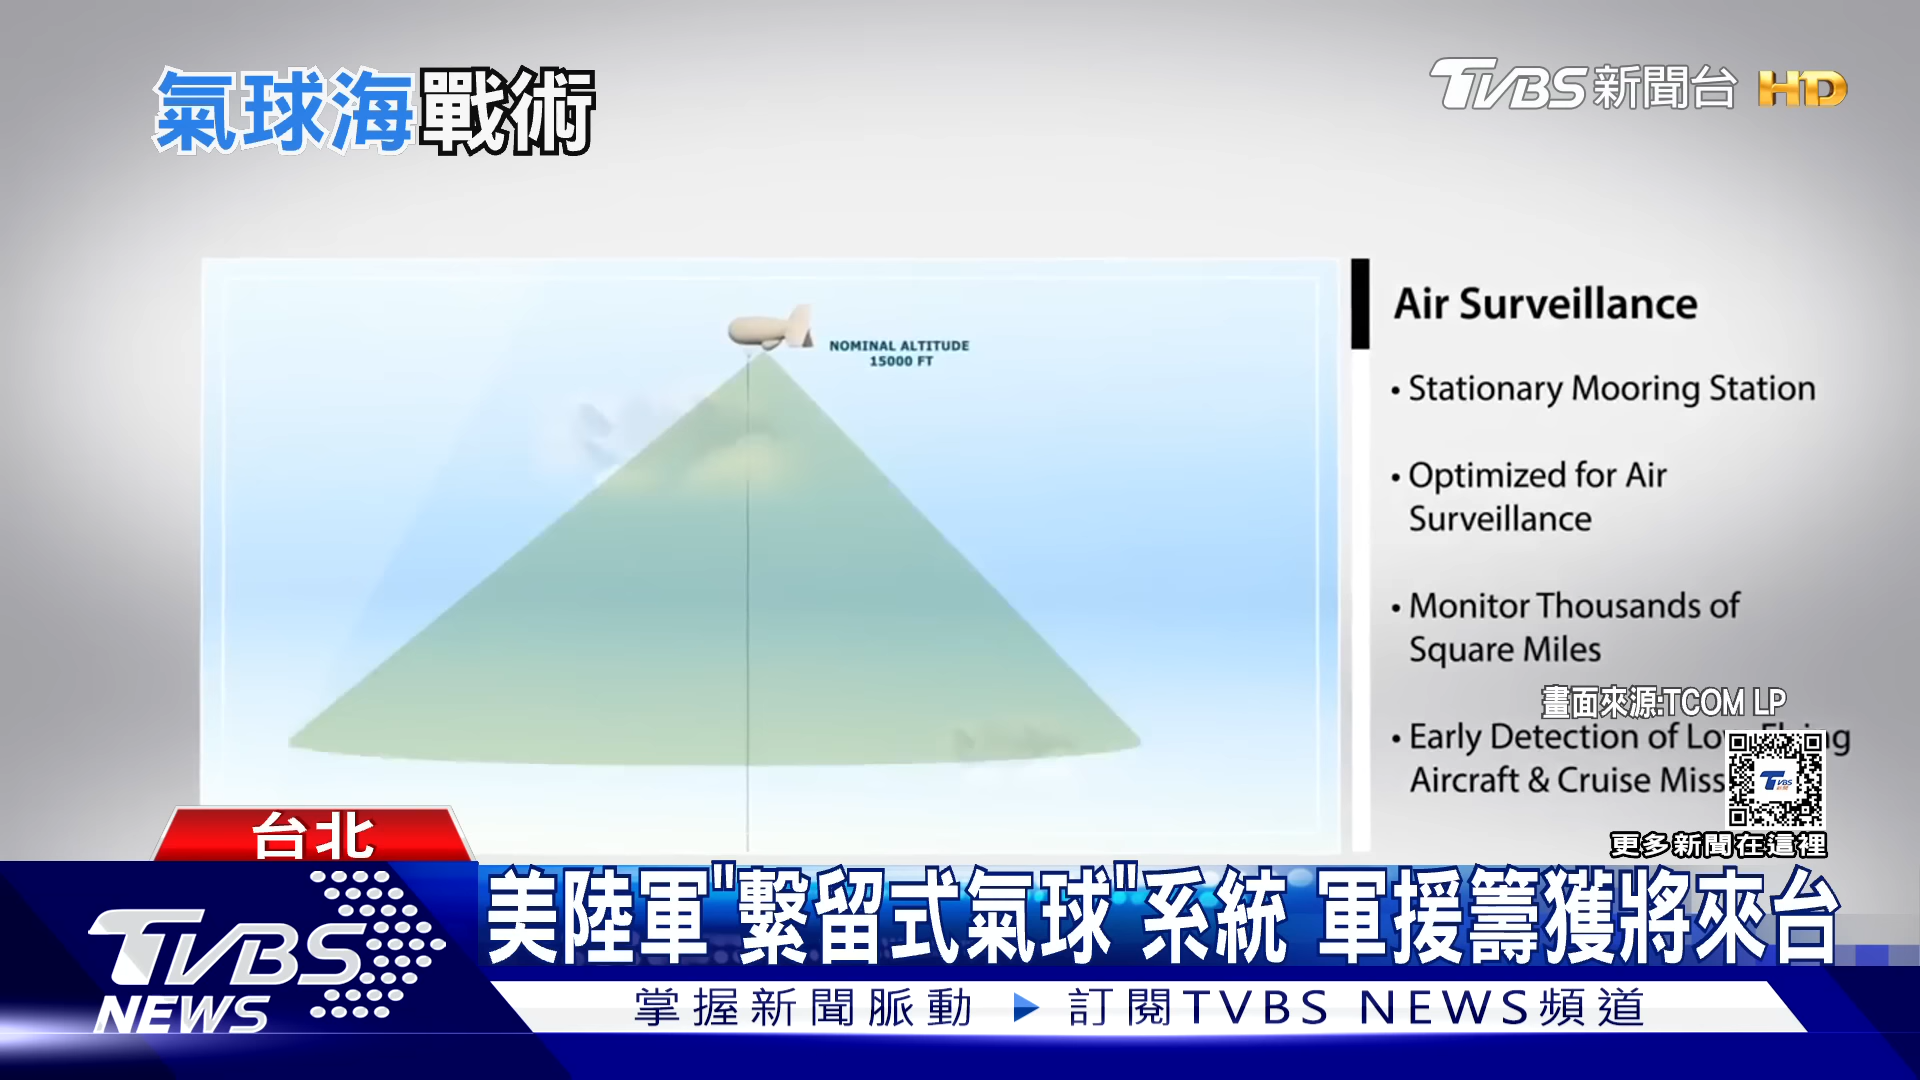 氣球海戰術
TVBS新聞台 HD
NOMINAL ALTITUDE
15000 FT
Air Surveillance
• Stationary Mooring Station
• Optimized for Air
Surveillance
• Monitor Thousands of
Square Miles
畫面來源:TCOM LP
• Early Detection of
Aircraft & Cruise
更多新聞在這裡
台北
美陸軍"繫留式氣球"系統 軍援籌獲將來台
TVBS
NEWS
掌握新聞脈動 ▶ 訂閱TVBS NEWS頻道